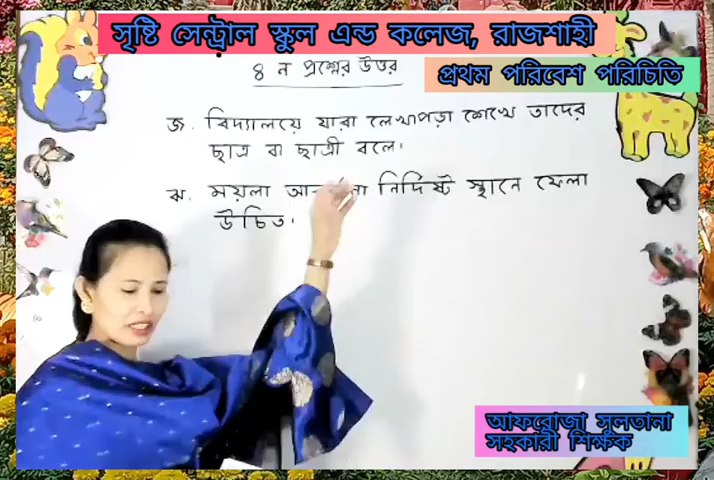 সৃষ্টি সেন্ট্রাল স্কুল এন্ড কলেজ, রাজশাহী
৪ ন প্রশ্নের উত্তর
প্রথম পরিবেশ পরিচিতি
জ. বিদ্যালয়ে যারা লেখাপড়া শেখে তাদের
ছাত্র বা ছাত্রী বলে।
ঝ. ময়লা নির্দিষ্ট স্থানে ফেলা
উচিত।
আফরোজা সুলতানা
সহকারী শিক্ষক